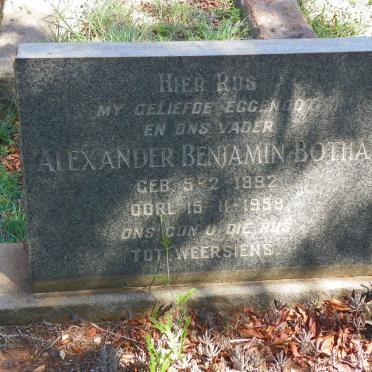 HIER RUS
MY GELIEFDE EGGENOOT
EN ONS VADER
ALEXANDER BENJAMIN BOTHA
GEB. 5-2-1892
OORL. 15-11-1959
ONS GUN U DIE RUS
TOT WEERSIENS